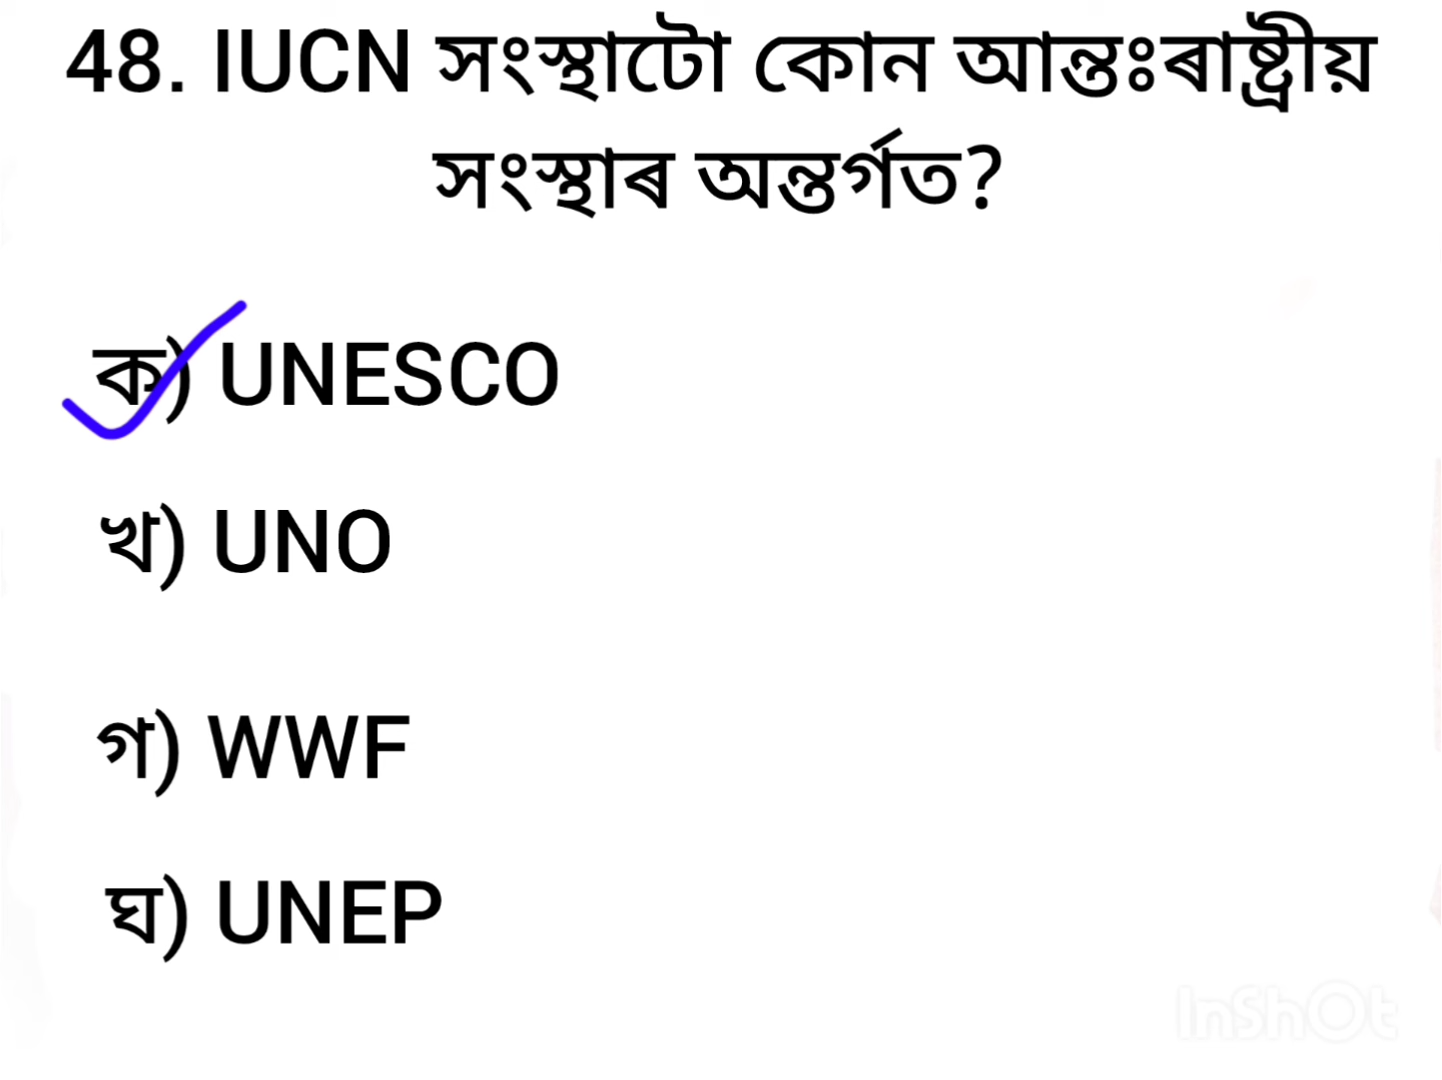 48. IUCN সংস্থাটো কোন আন্তঃৰাষ্ট্ৰীয়
সংস্থাৰ অন্তৰ্গত?
ক) UNESCO
খ) UNO
গ) WWF
ঘ) UNEP
InShOt